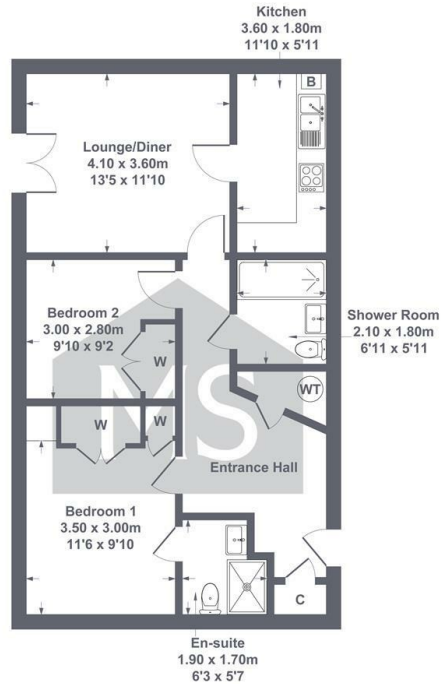 Kitchen
3.60 x 1.80m
11'10 x 5'11
B
Lounge/Diner
4.10 x 3.60m
13'5 x 11'10
Bedroom 2
3.00 x 2.80m
9'10 x 9'2
W
Shower Room
2.10 x 1.80m
6'11 x 5'11
WT
MS
W
W
Entrance Hall
Bedroom 1
3.50 x 3.00m
11'6 x 9'10
C
En-suite
1.90 x 1.70m
6'3 x 5'7